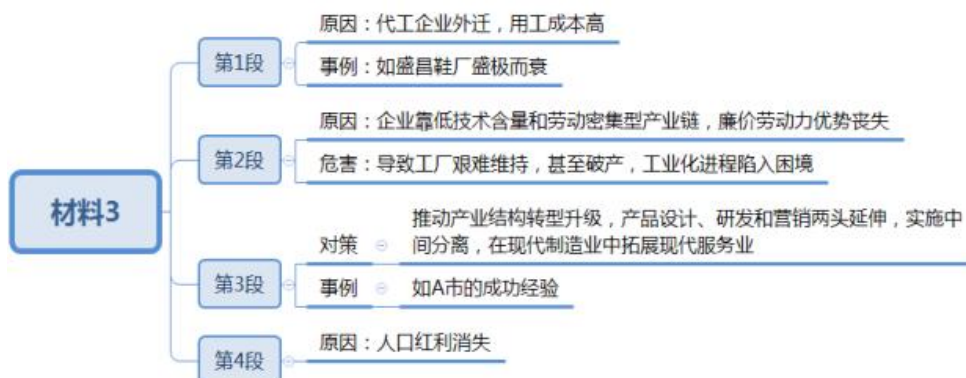 材料3
第1段
原因：代工企业外迁，用工成本高
事例：如盛昌鞋厂盛极而衰
第2段
原因：企业靠低技术含量和劳动密集型产业链，廉价劳动力优势丧失
危害：导致工厂艰难维持，甚至破产，工业化进程陷入困境
第3段
对策
推动产业结构转型升级，产品设计、研发和营销两头延伸，实施中
间分离，在现代制造业中拓展现代服务业
事例
如A市的成功经验
第4段
原因：人口红利消失